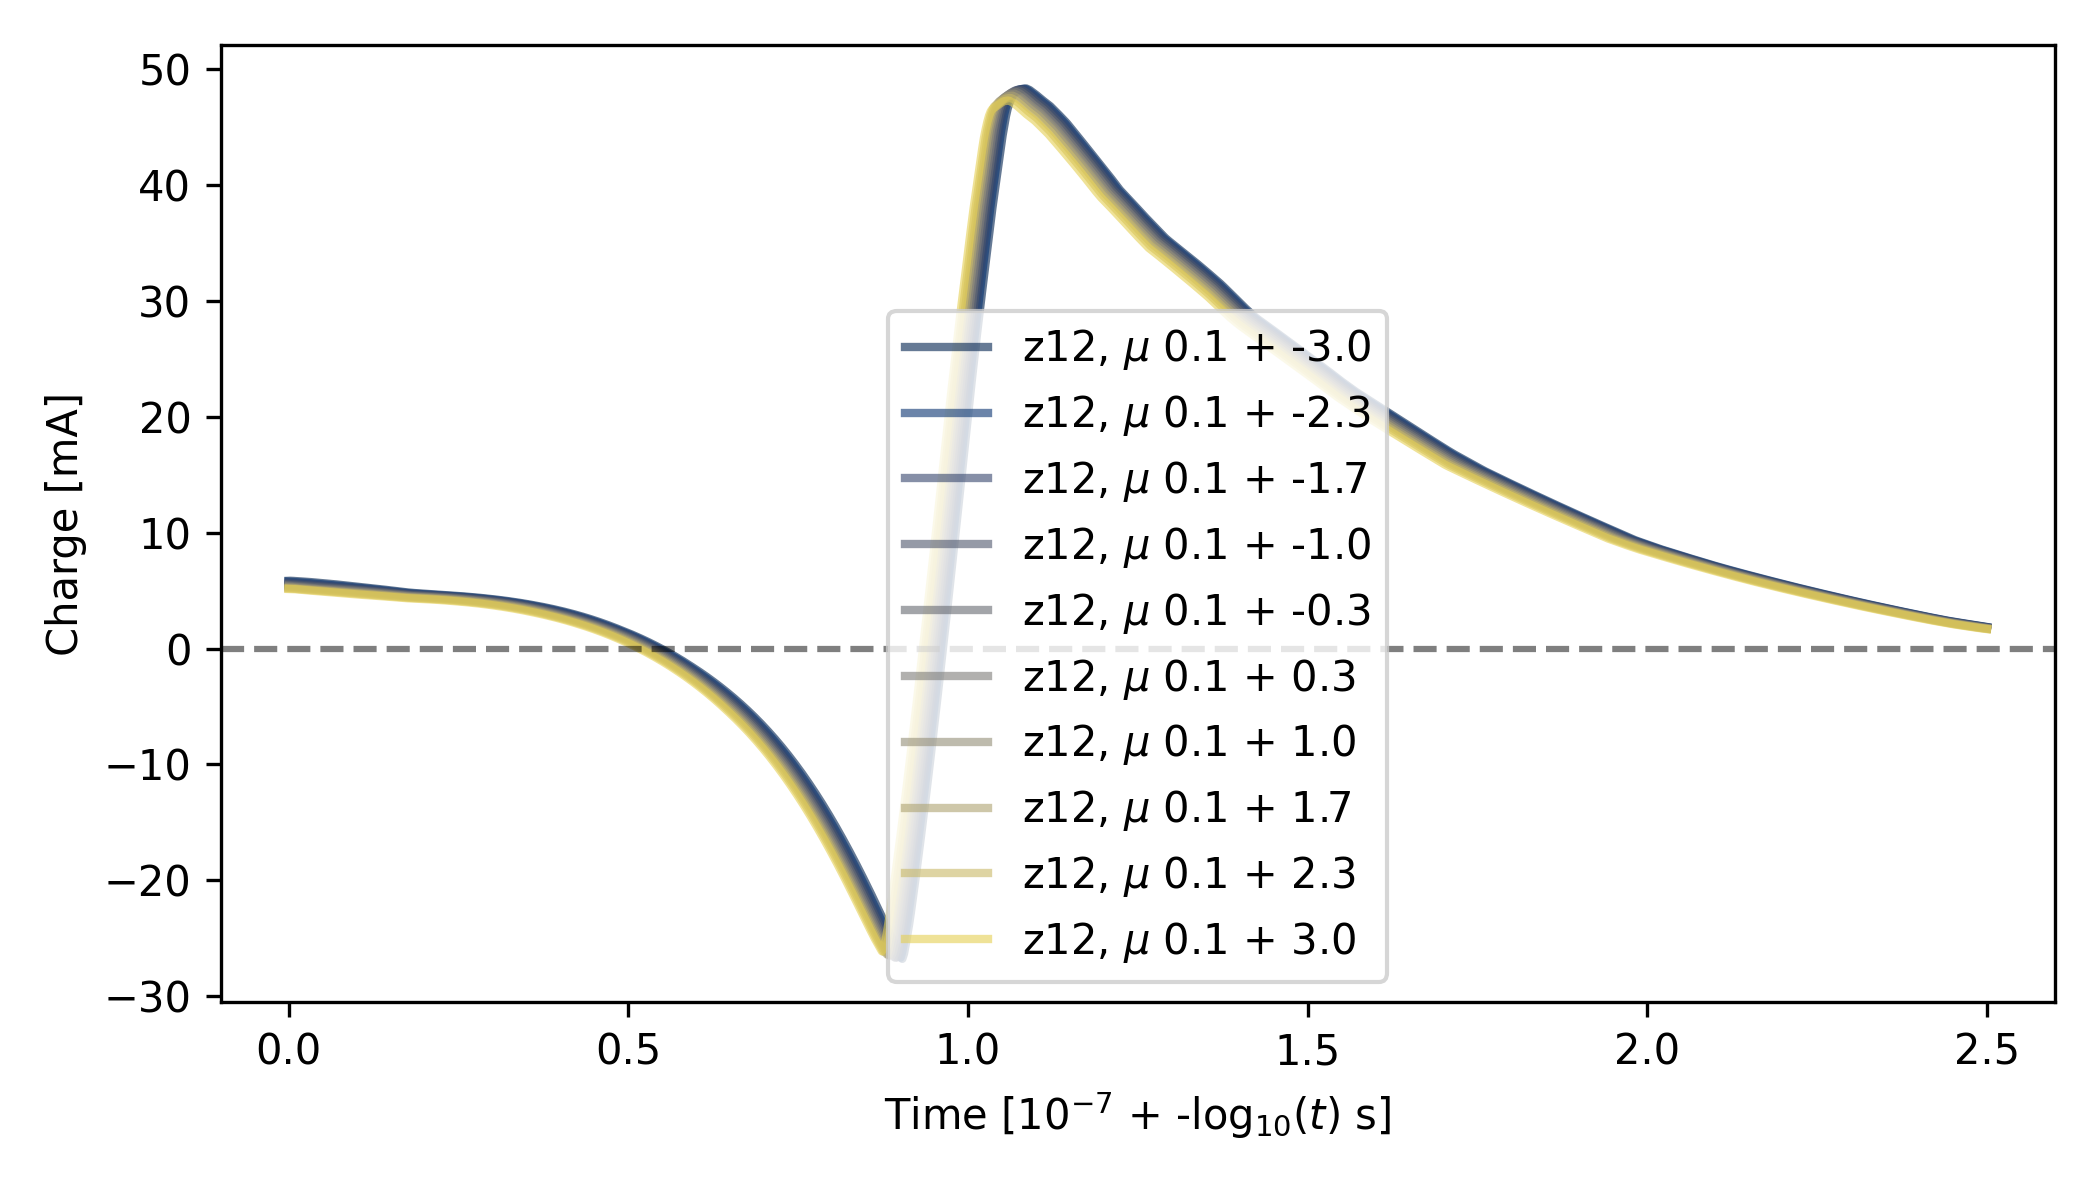 50
40
30
20
10
0
−10
−20
−30
Charge [mA]
z12, μ 0.1 + -3.0
z12, μ 0.1 + -2.3
z12, μ 0.1 + -1.7
z12, μ 0.1 + -1.0
z12, μ 0.1 + -0.3
z12, μ 0.1 + 0.3
z12, μ 0.1 + 1.0
z12, μ 0.1 + 1.7
z12, μ 0.1 + 2.3
z12, μ 0.1 + 3.0
0.0 0.5 1.0 1.5 2.0 2.5
Time [10⁻⁷ + -log₁₀(t) s]